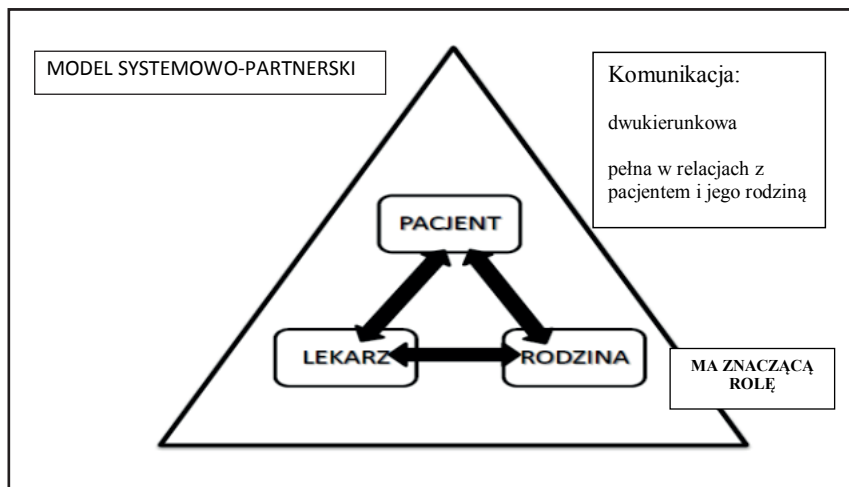 MODEL SYSTEMOWO-PARTNERSKI
Komunikacja:
dwukierunkowa
pełna w relacjach z
pacjentem i jego rodziną
PACJENT
LEKARZ
RODZINA
MA ZNACZĄCĄ
ROLĘ